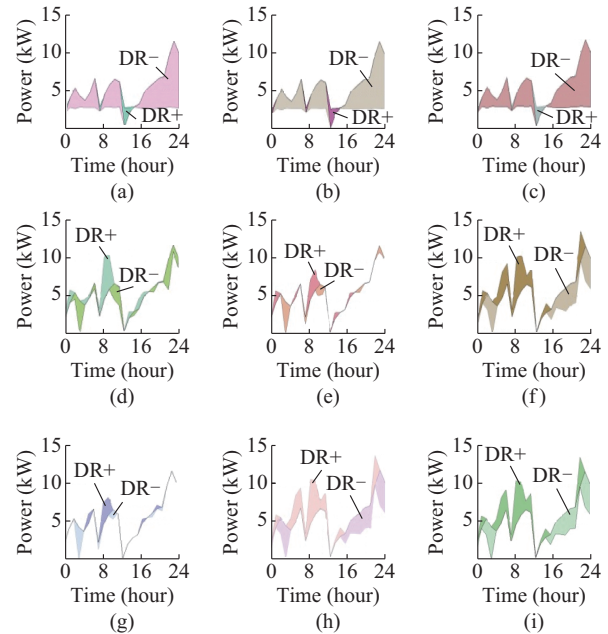 15
10
5
0
8
16
24
Power (kW)
Time (hour)
DR−
DR+
(a)
15
10
5
0
8
16
24
Power (kW)
Time (hour)
DR−
DR+
(b)
15
10
5
0
8
16
24
Power (kW)
Time (hour)
DR−
DR+
(c)
15
10
5
0
8
16
24
Power (kW)
Time (hour)
DR+
DR−
(d)
15
10
5
0
8
16
24
Power (kW)
Time (hour)
DR+
DR−
(e)
15
10
5
0
8
16
24
Power (kW)
Time (hour)
DR+
DR−
(f)
15
10
5
0
8
16
24
Power (kW)
Time (hour)
DR+
DR−
(g)
15
10
5
0
8
16
24
Power (kW)
Time (hour)
DR+
DR−
(h)
15
10
5
0
8
16
24
Power (kW)
Time (hour)
DR+
DR−
(i)